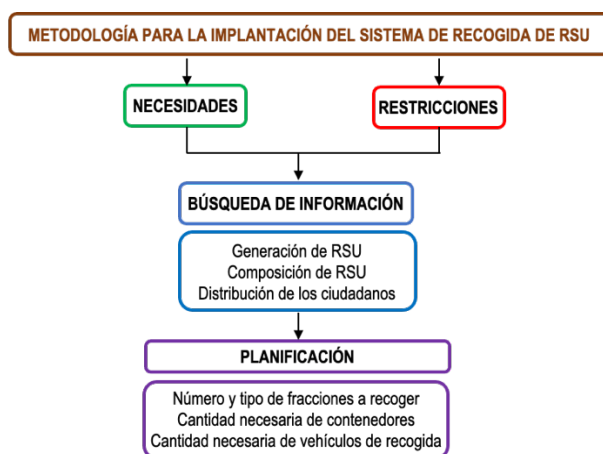 METODOLOGÍA PARA LA IMPLANTACIÓN DEL SISTEMA DE RECOGIDA DE RSU
NECESIDADES
RESTRICCIONES
BÚSQUEDA DE INFORMACIÓN
Generación de RSU
Composición de RSU
Distribución de los ciudadanos
PLANIFICACIÓN
Número y tipo de fracciones a recoger
Cantidad necesaria de contenedores
Cantidad necesaria de vehículos de recogida